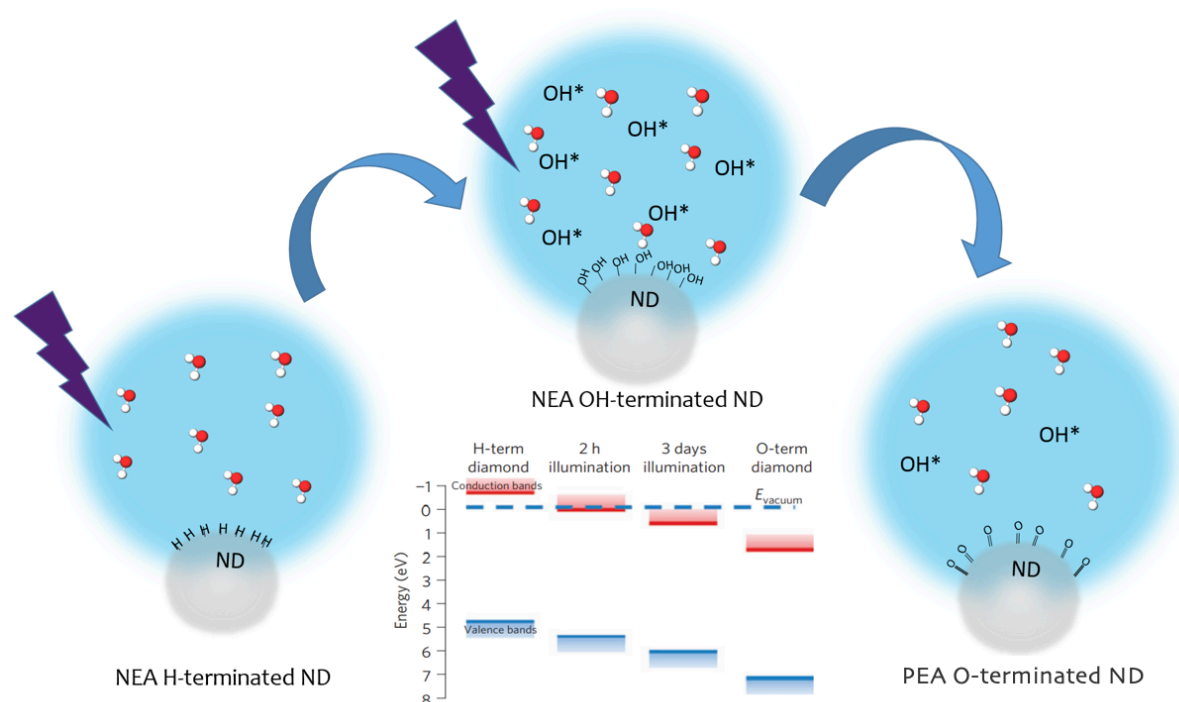 OH*
OH*
OH*
OH*
OH*
OH*
OH OH OH OH OH OH OH
ND
NEA OH-terminated ND
H H H H H H H
ND
NEA H-terminated ND
H-term diamond
2 h illumination
3 days illumination
O-term diamond
Conduction bands
Evacuum
Valence bands
Energy (eV)
−1
0
1
2
3
4
5
6
7
8
OH*
OH*
O O O O O O O
ND
PEA O-terminated ND